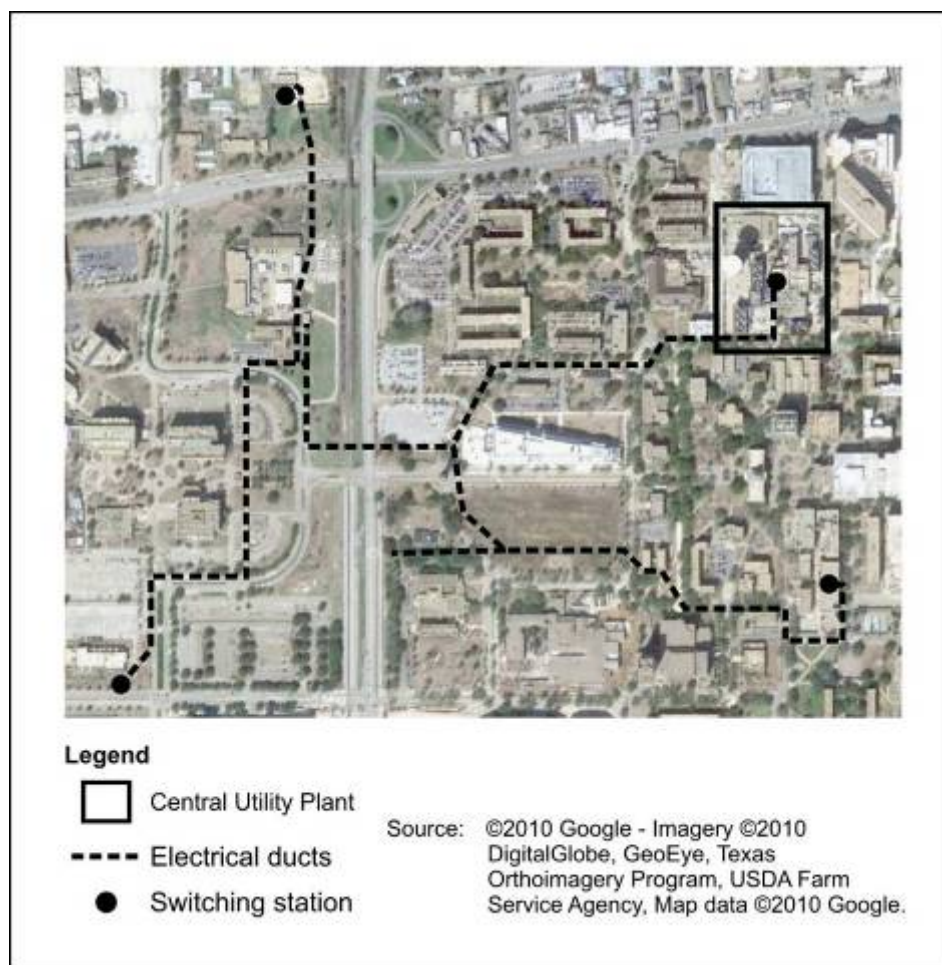 Legend
Central Utility Plant
Electrical ducts
Switching station
Source: ©2010 Google - Imagery ©2010
DigitalGlobe, GeoEye, Texas
Orthoimagery Program, USDA Farm
Service Agency, Map data ©2010 Google.